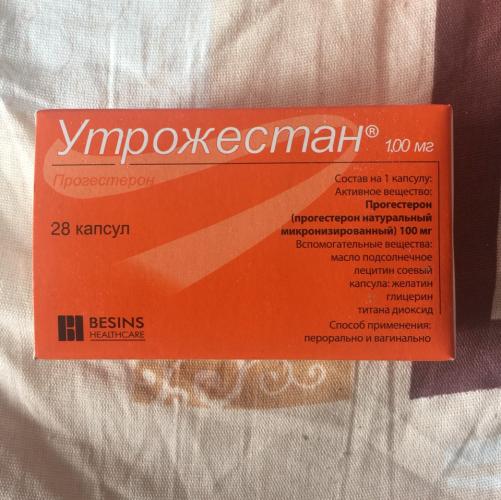 Утрожестан® 100 мг
Прогестерон
28 капсул
Состав на 1 капсулу:
Активное вещество:
Прогестерон
(прогестерон натуральный
микронизированный) 100 мг
Вспомогательные вещества:
масло подсолнечное
лецитин соевый
капсула: желатин
глицерин
титана диоксид
Способ применения:
перорально и вагинально
BESINS
HEALTHCARE